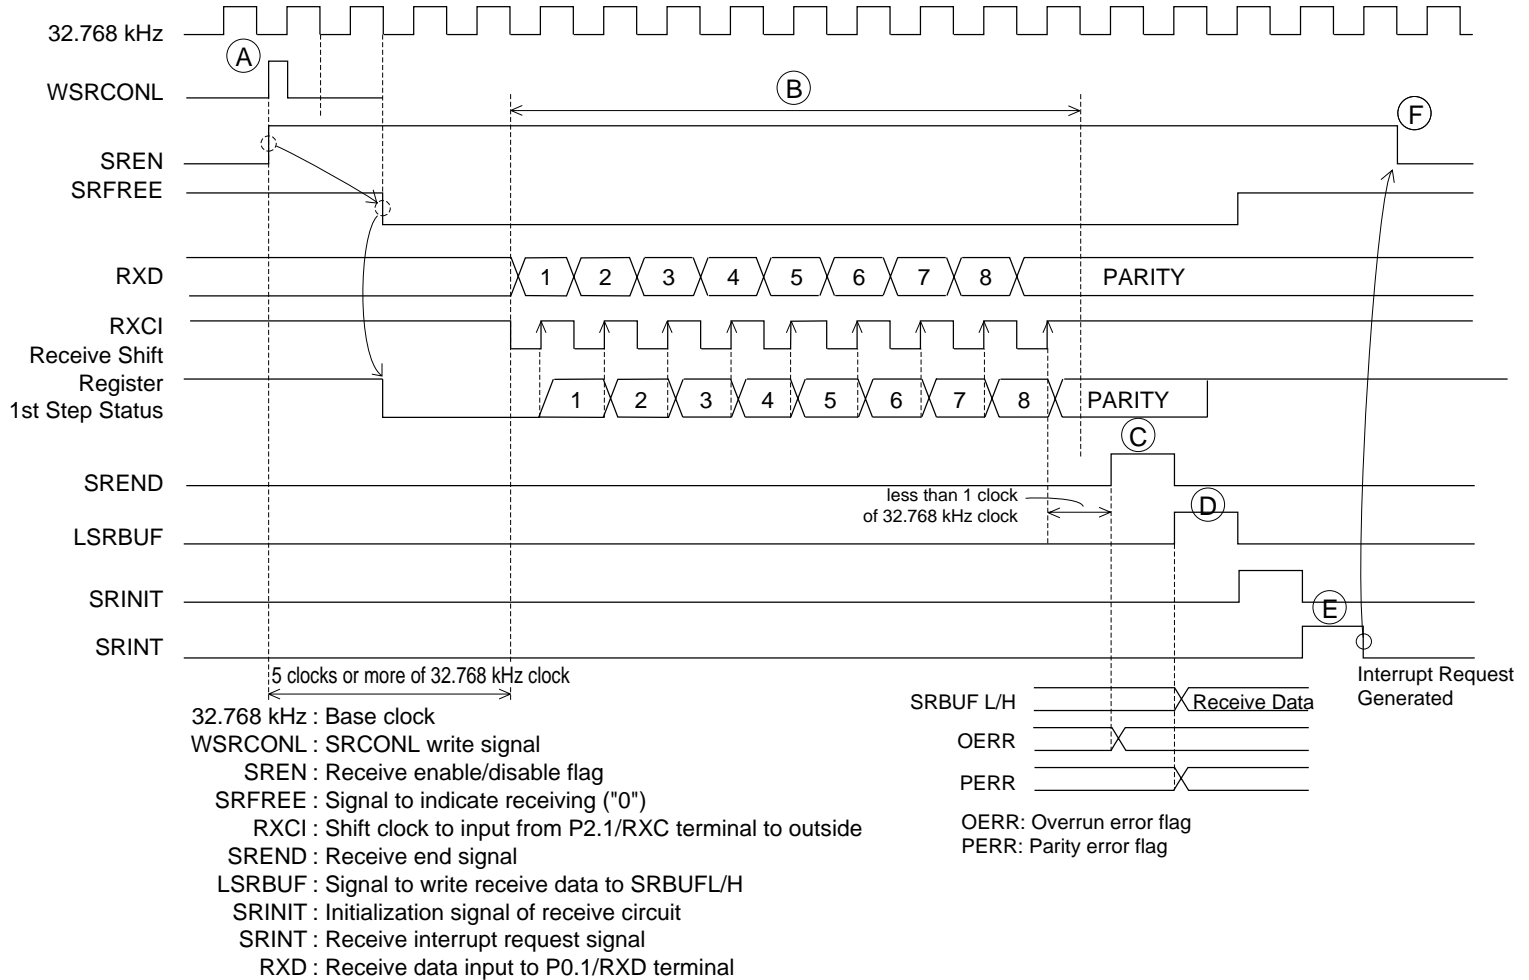 32.768 kHz
A
WSRCONL
B
F
SREN
SRFREE
RXD
1 2 3 4 5 6 7 8 PARITY
RXCI
Receive Shift
Register
1st Step Status
1 2 3 4 5 6 7 8 PARITY
C
SREND
less than 1 clock
of 32.768 kHz clock
D
LSRBUF
SRINIT
E
SRINT
5 clocks or more of 32.768 kHz clock
Interrupt Request
Generated
SRBUF L/H
Receive Data
OERR
PERR
OERR: Overrun error flag
PERR: Parity error flag
32.768 kHz : Base clock
WSRCONL : SRCONL write signal
SREN : Receive enable/disable flag
SRFREE : Signal to indicate receiving ("0")
RXCI : Shift clock to input from P2.1/RXC terminal to outside
SREND : Receive end signal
LSRBUF : Signal to write receive data to SRBUFL/H
SRINIT : Initialization signal of receive circuit
SRINT : Receive interrupt request signal
RXD : Receive data input to P0.1/RXD terminal